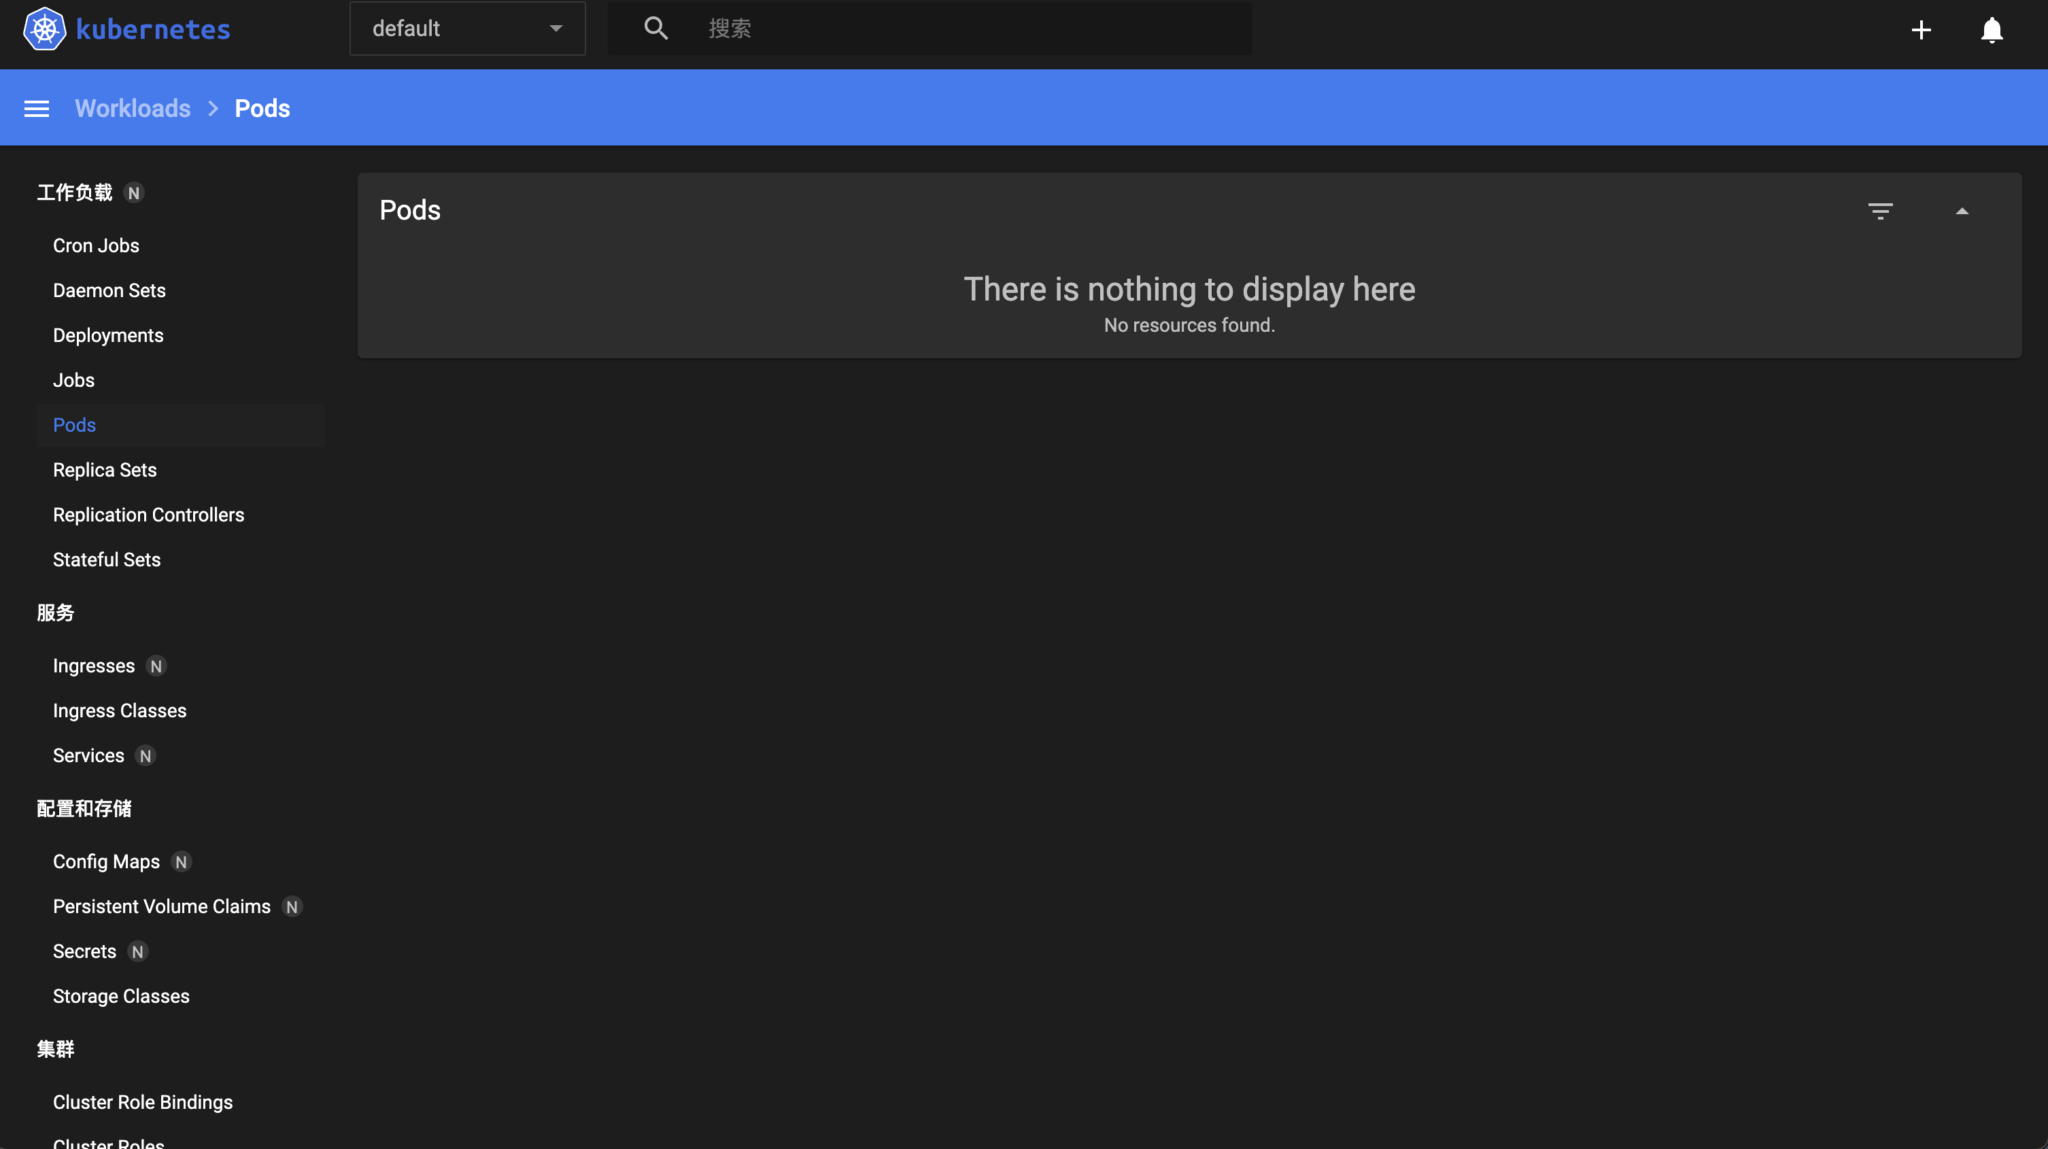 kubernetes
default
搜索
Workloads > Pods
工作负载 N
Cron Jobs
Daemon Sets
Deployments
Jobs
Pods
Replica Sets
Replication Controllers
Stateful Sets
服务
Ingresses N
Ingress Classes
Services N
配置和存储
Config Maps N
Persistent Volume Claims N
Secrets N
Storage Classes
集群
Cluster Role Bindings
Cluster Roles
Pods
There is nothing to display here
No resources found.